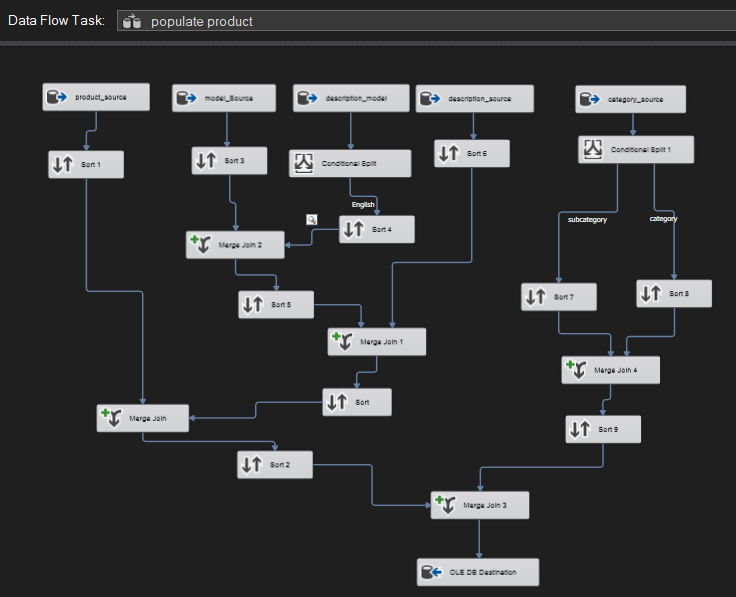 Data Flow Task: populate product
product_source
model_Source
description_model
description_source
category_source
Sort 1
Sort 3
Conditional Split
Sort 6
Conditional Split 1
English
subcategory
category
Merge Join 2
Sort 4
Sort 5
Sort 7
Sort 8
Merge Join 1
Merge Join 4
Sort
Merge Join
Sort 9
Sort 2
Merge Join 3
OLE DB Destination